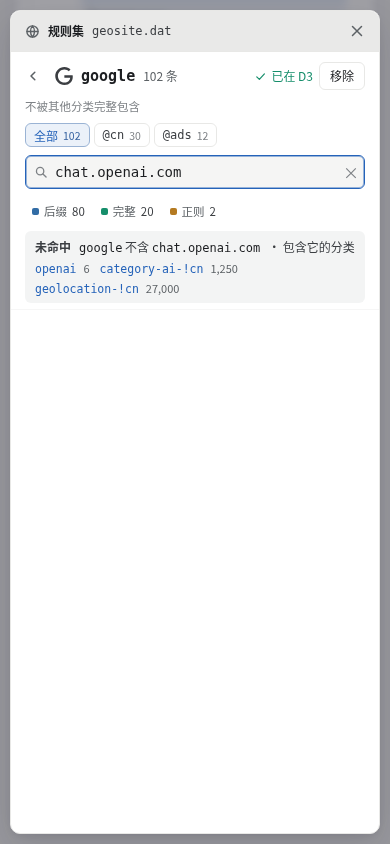 规则集 geosite.dat
google 102 条 已在 D3 移除
不被其他分类完整包含
全部 102 @cn 30 @ads 12
chat.openai.com
后缀 80 完整 20 正则 2
未命中 google 不含 chat.openai.com · 包含它的分类
openai 6 category-ai-!cn 1,250
geolocation-!cn 27,000